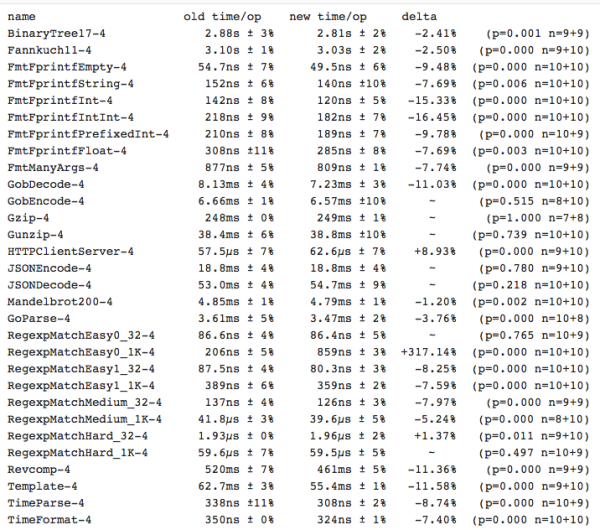 name old time/op new time/op delta
BinaryTree17-4 2.88s ± 3% 2.81s ± 2% -2.41% (p=0.001 n=9+9)
Fannkuch11-4 3.10s ± 1% 3.03s ± 2% -2.50% (p=0.000 n=9+10)
FmtFprintfEmpty-4 54.7ns ± 7% 49.5ns ± 6% -9.48% (p=0.000 n=10+10)
FmtFprintfString-4 152ns ± 6% 140ns ±10% -7.69% (p=0.006 n=10+10)
FmtFprintfInt-4 142ns ± 8% 120ns ± 5% -15.33% (p=0.000 n=10+10)
FmtFprintfIntInt-4 218ns ± 9% 182ns ± 7% -16.45% (p=0.000 n=10+10)
FmtFprintfPrefixedInt-4 210ns ± 8% 189ns ± 7% -9.78% (p=0.000 n=10+9)
FmtFprintfFloat-4 308ns ±11% 285ns ± 8% -7.69% (p=0.003 n=10+10)
FmtManyArgs-4 877ns ± 5% 809ns ± 1% -7.74% (p=0.000 n=9+9)
GobDecode-4 8.13ms ± 4% 7.23ms ± 3% -11.03% (p=0.000 n=10+10)
GobEncode-4 6.66ms ± 1% 6.57ms ±10% ~ (p=0.515 n=8+10)
Gzip-4 248ms ± 0% 249ms ± 1% ~ (p=1.000 n=7+8)
Gunzip-4 38.4ms ± 6% 38.8ms ±10% ~ (p=0.739 n=10+10)
HTTPClientServer-4 57.5µs ± 7% 62.6µs ± 7% +8.93% (p=0.000 n=9+10)
JSONEncode-4 18.8ms ± 4% 18.8ms ± 4% ~ (p=0.780 n=9+10)
JSONDecode-4 53.0ms ± 4% 54.7ms ± 9% ~ (p=0.218 n=10+10)
Mandelbrot200-4 4.85ms ± 1% 4.79ms ± 1% -1.20% (p=0.002 n=10+10)
GoParse-4 3.61ms ± 5% 3.47ms ± 2% -3.76% (p=0.000 n=10+8)
RegexpMatchEasy0_32-4 86.6ns ± 4% 86.4ns ± 5% ~ (p=0.765 n=10+9)
RegexpMatchEasy0_1K-4 206ns ± 5% 859ns ± 3% +317.14% (p=0.000 n=10+10)
RegexpMatchEasy1_32-4 87.5ns ± 4% 80.3ns ± 3% -8.25% (p=0.000 n=10+10)
RegexpMatchEasy1_1K-4 389ns ± 6% 359ns ± 2% -7.59% (p=0.000 n=10+10)
RegexpMatchMedium_32-4 137ns ± 4% 126ns ± 3% -7.97% (p=0.000 n=9+9)
RegexpMatchMedium_1K-4 41.8µs ± 3% 39.6µs ± 5% -5.24% (p=0.000 n=8+10)
RegexpMatchHard_32-4 1.93µs ± 0% 1.96µs ± 2% +1.37% (p=0.011 n=9+10)
RegexpMatchHard_1K-4 59.6µs ± 7% 59.5µs ± 5% ~ (p=0.497 n=10+9)
Revcomp-4 520ms ± 7% 461ms ± 5% -11.36% (p=0.000 n=9+9)
Template-4 62.7ms ± 3% 55.4ms ± 1% -11.58% (p=0.000 n=10+9)
TimeParse-4 338ns ±11% 308ns ± 2% -8.74% (p=0.000 n=10+9)
TimeFormat-4 350ns ± 0% 324ns ± 1% -7.40% (p=0.000 n=10+10)